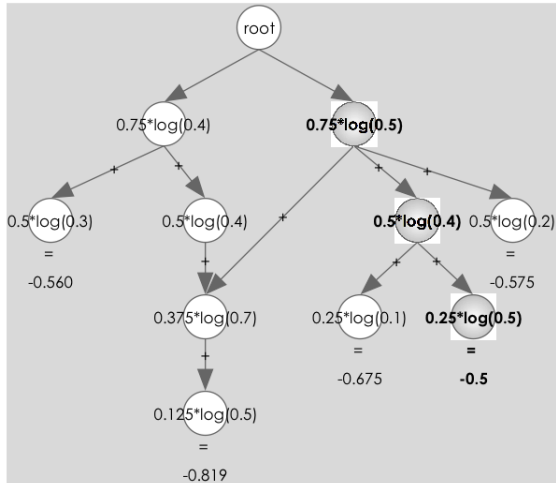 root
0.75*log(0.4)
0.75*log(0.5)
+ + + + +
0.5*log(0.3)
0.5*log(0.4)
0.5*log(0.4)
0.5*log(0.2)
=
-0.560
=
-0.575
+ + +
0.375*log(0.7)
0.25*log(0.1)
0.25*log(0.5)
=
-0.675
=
-0.5
+
0.125*log(0.5)
=
-0.819